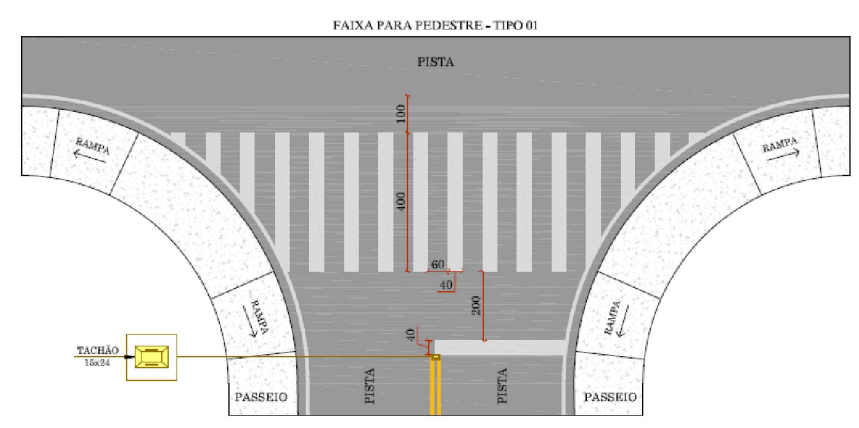 FAIXA PARA PEDESTRE - TIPO 01
PISTA
100
RAMPA
RAMPA
400
60
40
200
RAMPA
RAMPA
40
TACHÃO
15x24
PISTA
PISTA
PASSEIO
PASSEIO